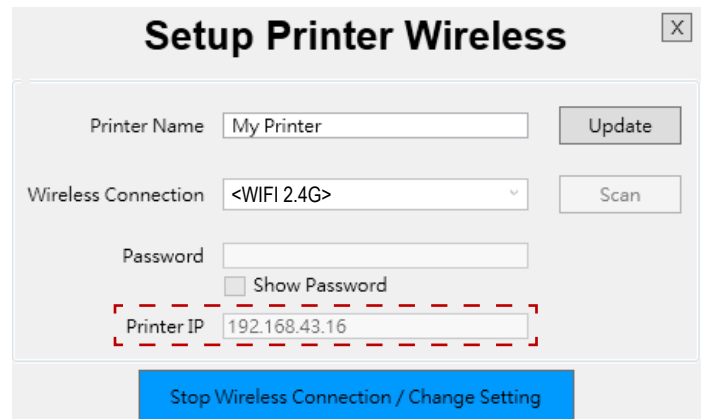 Setup Printer Wireless
X
Printer Name My Printer Update
Wireless Connection <WIFI 2.4G> Scan
Password
Show Password
Printer IP 192.168.43.16
Stop Wireless Connection / Change Setting